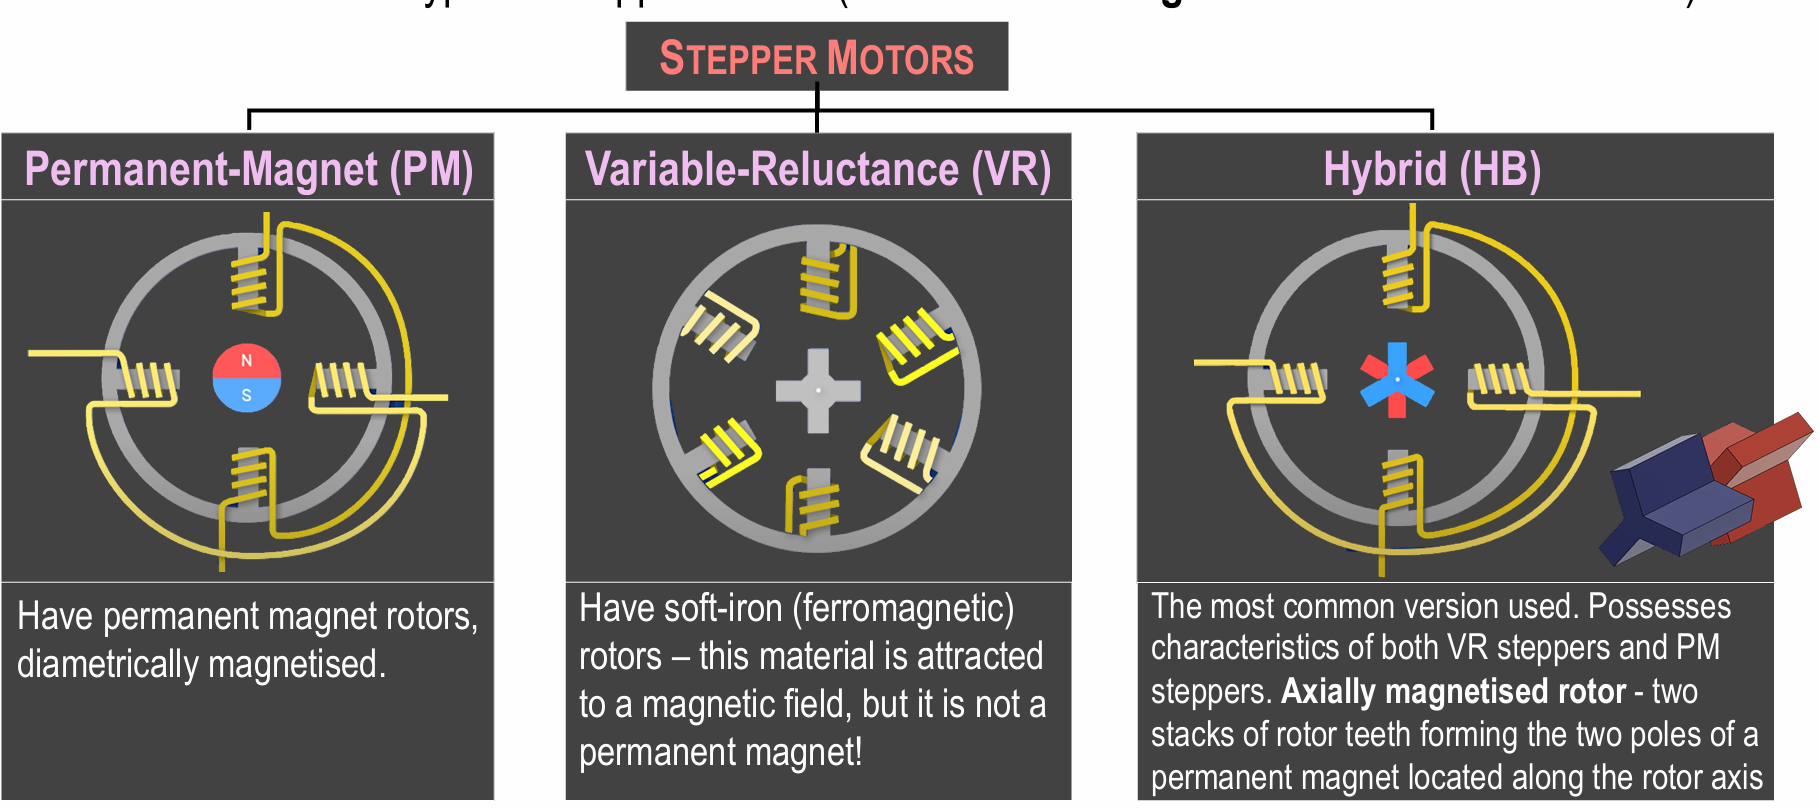 STEPPER MOTORS
Permanent-Magnet (PM)
N
S
Have permanent magnet rotors,
diametrically magnetised.
Variable-Reluctance (VR)
Have soft-iron (ferromagnetic)
rotors – this material is attracted
to a magnetic field, but it is not a
permanent magnet!
Hybrid (HB)
The most common version used. Possesses
characteristics of both VR steppers and PM
steppers. Axially magnetised rotor - two
stacks of rotor teeth forming the two poles of a
permanent magnet located along the rotor axis